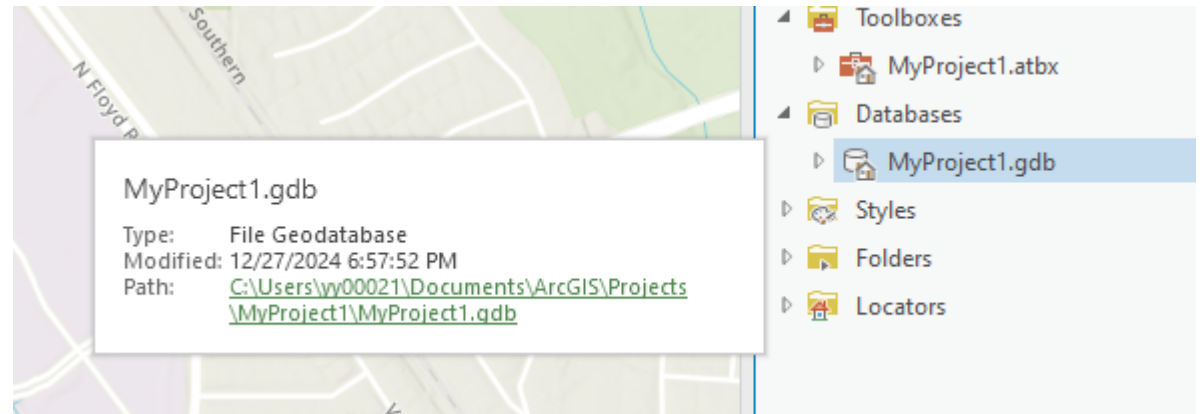 Southern
N Floyd R
MyProject1.gdb
Type: File Geodatabase
Modified: 12/27/2024 6:57:52 PM
Path: C:\Users\yy00021\Documents\ArcGIS\Projects
\MyProject1\MyProject1.gdb
Toolboxes
MyProject1.atbx
Databases
MyProject1.gdb
Styles
Folders
Locators